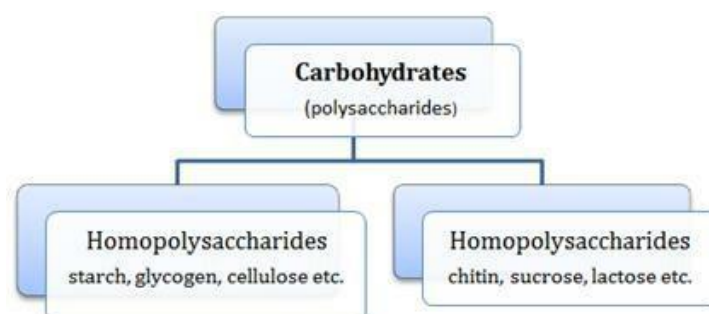 Carbohydrates
(polysaccharides)
Homopolysaccharides
starch, glycogen, cellulose etc.
Homopolysaccharides
chitin, sucrose, lactose etc.